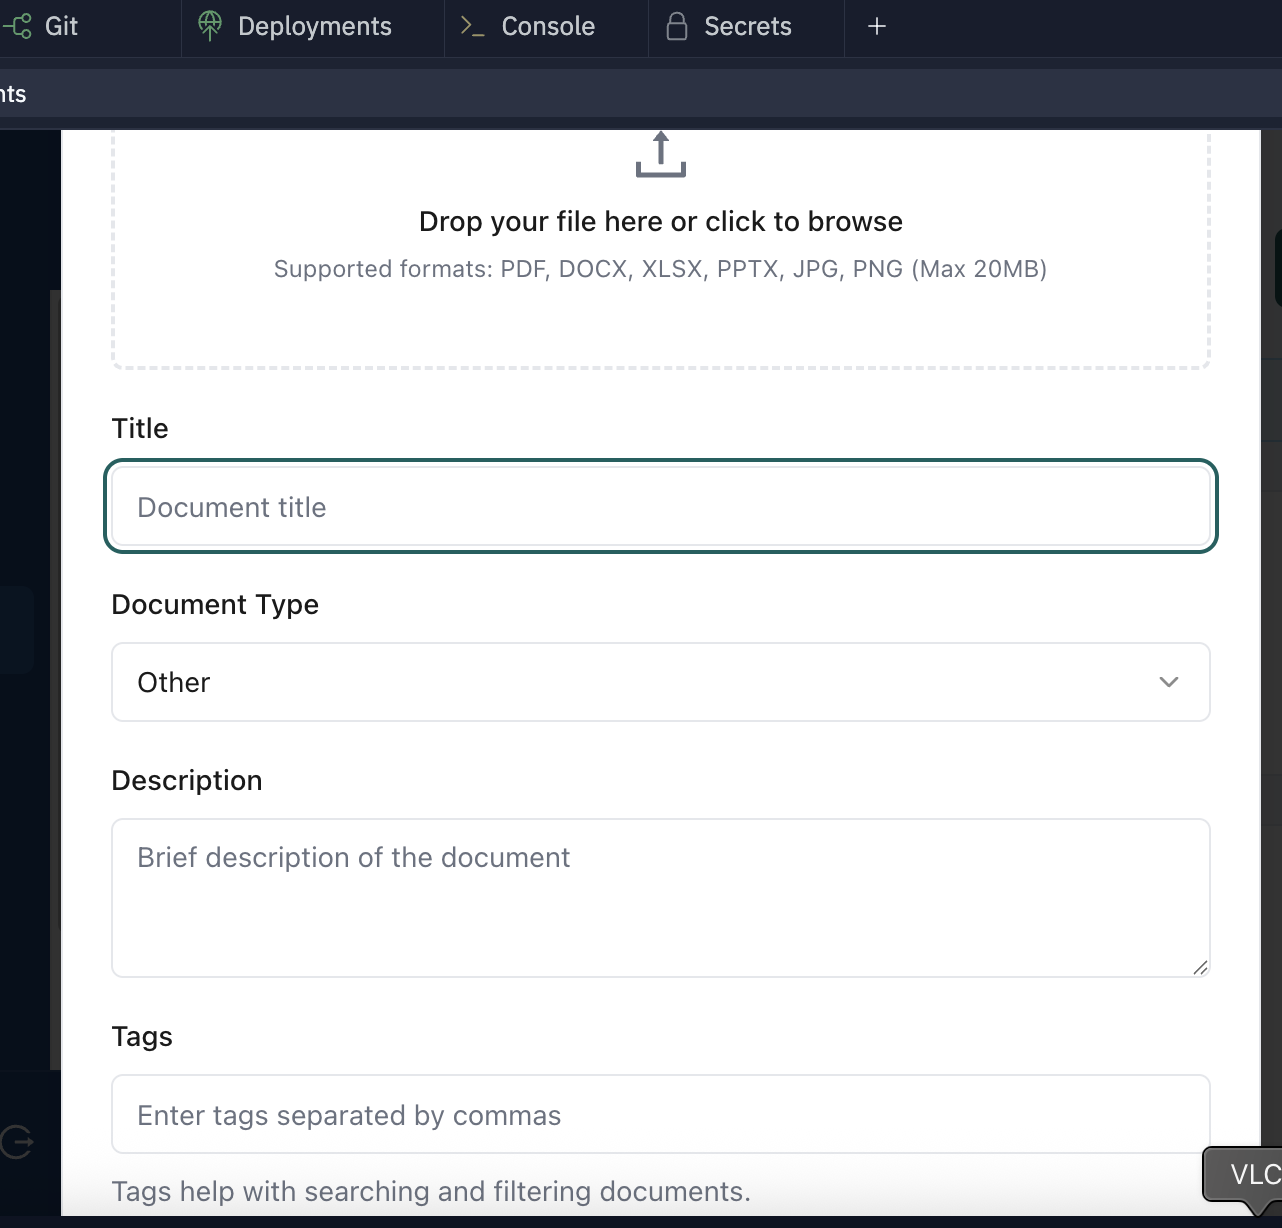 Git
Deployments
Console
Secrets
+
nts
Drop your file here or click to browse
Supported formats: PDF, DOCX, XLSX, PPTX, JPG, PNG (Max 20MB)
Title
Document title
Document Type
Other
Description
Brief description of the document
Tags
Enter tags separated by commas
Tags help with searching and filtering documents.
VLC